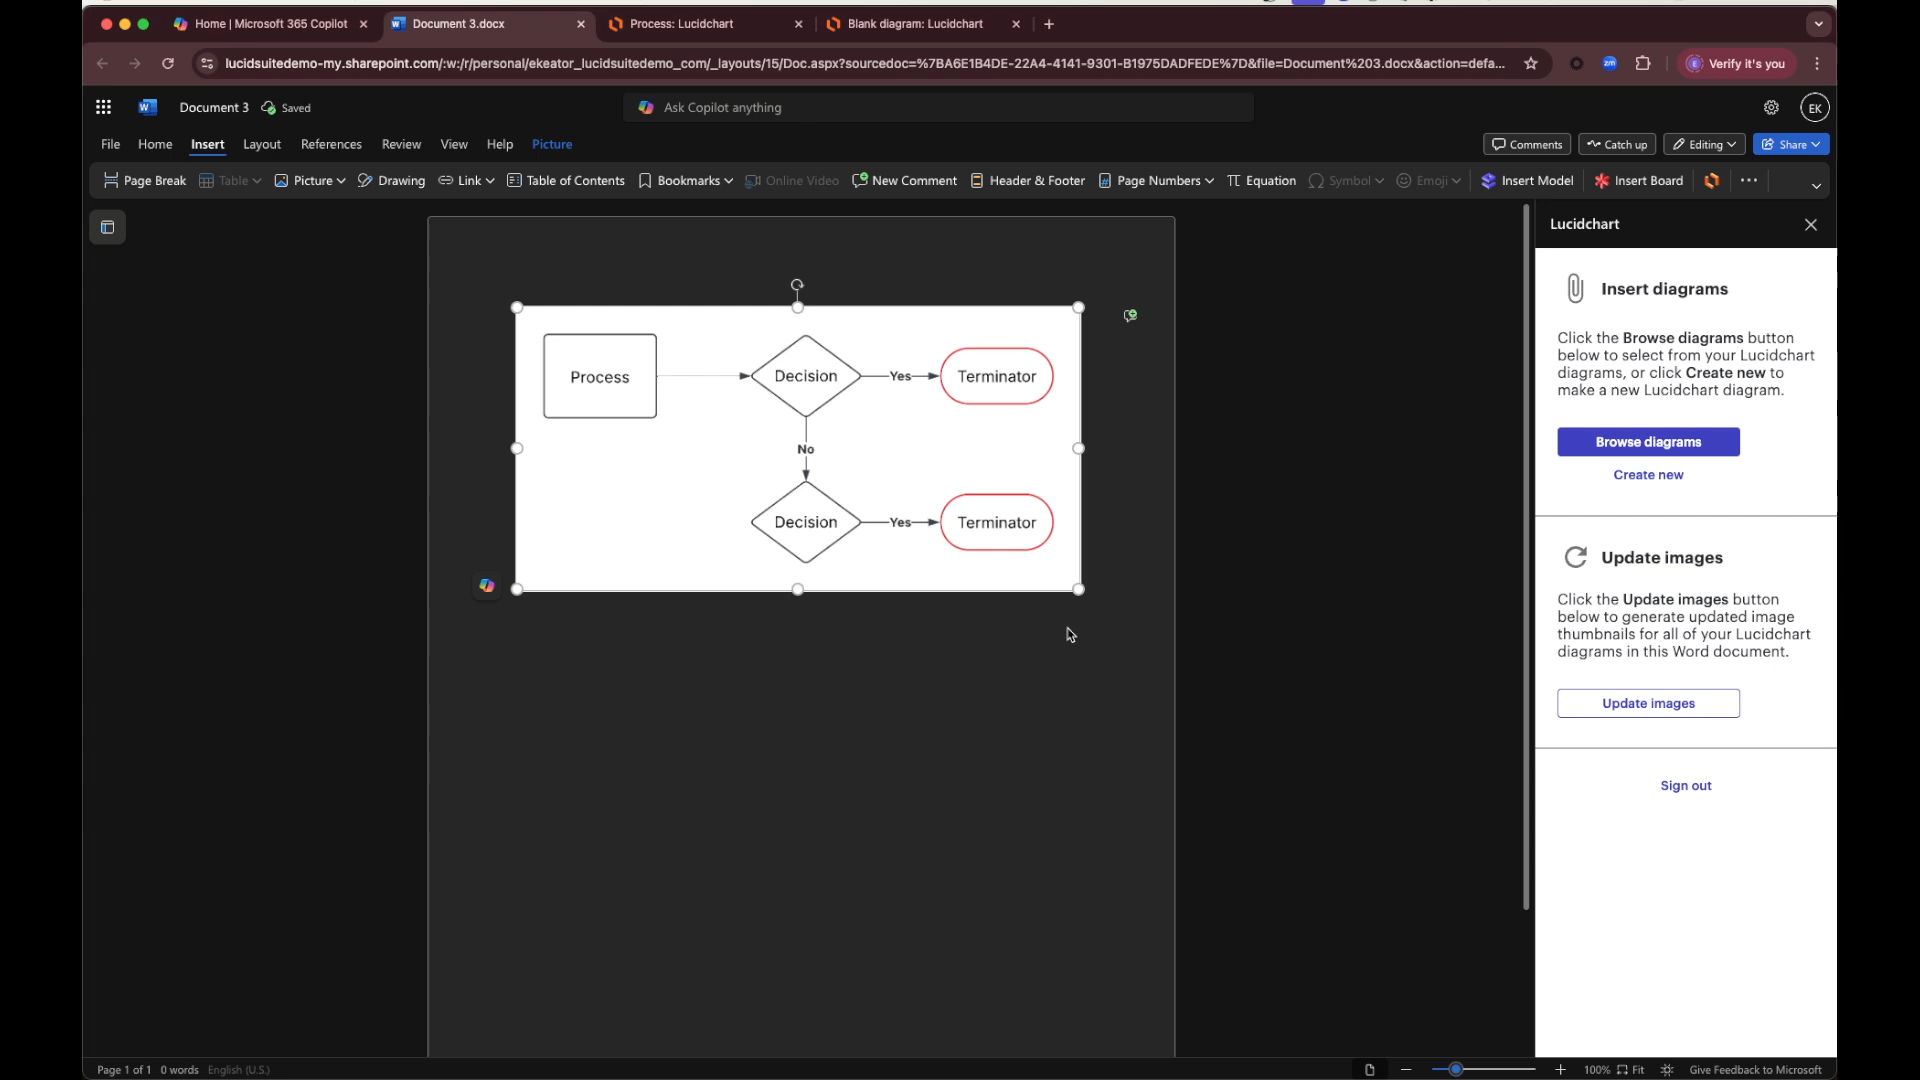 Home | Microsoft 365 Copilot
Document 3.docx
Process: Lucidchart
Blank diagram: Lucidchart
lucidsuitedemo-my.sharepoint.com/:w:/r/personal/ekeator_lucidsuitedemo_com/_layouts/15/Doc.aspx?sourcedoc=%7BA6E1B4DE-22A4-4141-9301-B1975DADFEDE%7D&file=Document%203.docx&action=defa...
zm
E
Verify it's you
Document 3
Saved
Ask Copilot anything
EK
File Home Insert Layout References Review View Help Picture
Comments
Catch up
Editing
Share
Page Break
Table
Picture
Drawing
Link
Table of Contents
Bookmarks
Online Video
New Comment
Header & Footer
Page Numbers
Equation
Symbol
Emoji
Insert Model
Insert Board
Process
Decision
Yes
Terminator
No
Decision
Yes
Terminator
Lucidchart
Insert diagrams
Click the Browse diagrams button
below to select from your Lucidchart
diagrams, or click Create new to
make a new Lucidchart diagram.
Browse diagrams
Create new
Update images
Click the Update images button
below to generate updated image
thumbnails for all of your Lucidchart
diagrams in this Word document.
Update images
Sign out
Page 1 of 1 0 words English (U.S.)
100% Fit
Give Feedback to Microsoft